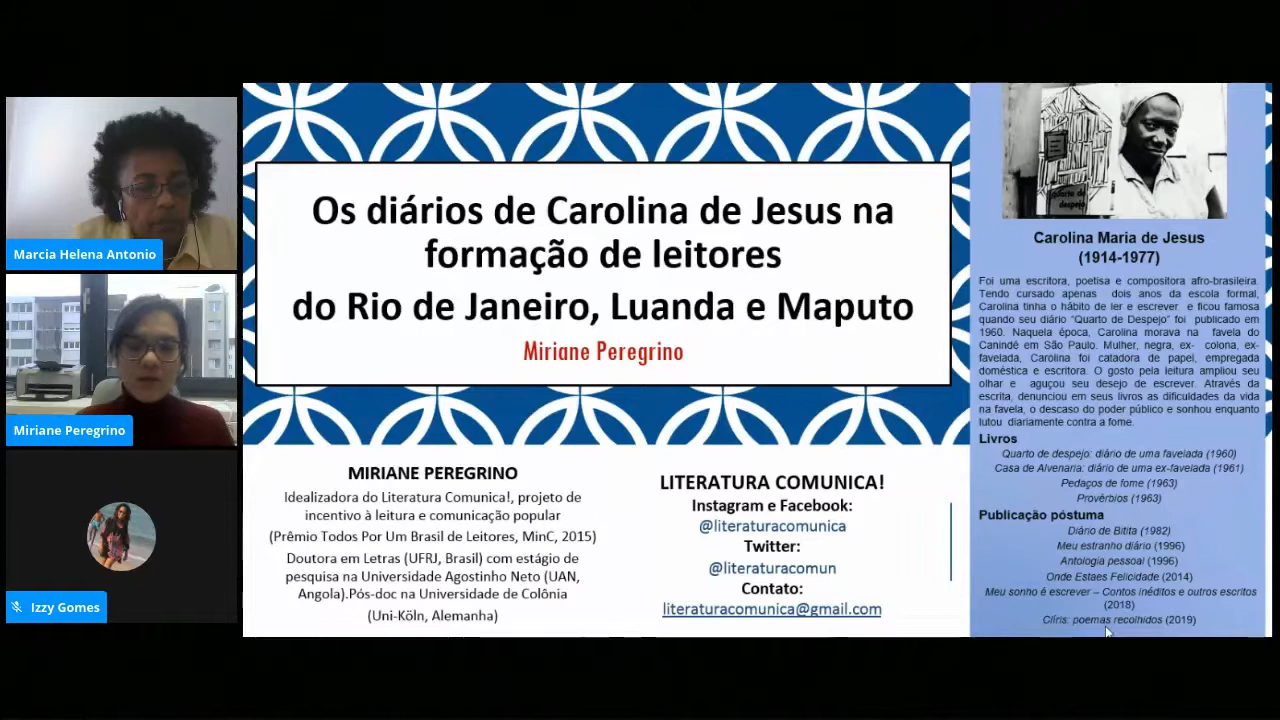 Marcia Helena Antonio
Miriane Peregrino
Izzy Gomes
Os diários de Carolina de Jesus na
formação de leitores
do Rio de Janeiro, Luanda e Maputo
Miriane Peregrino
MIRIANE PEREGRINO
Idealizadora do Literatura Comunica!, projeto de
incentivo à leitura e comunicação popular
(Prêmio Todos Por Um Brasil de Leitores, MinC, 2015)
Doutora em Letras (UFRJ, Brasil) com estágio de
pesquisa na Universidade Agostinho Neto (UAN,
Angola).Pós-doc na Universidade de Colônia
(Uni-Köln, Alemanha)
LITERATURA COMUNICA!
Instagram e Facebook:
@literaturacomunica
Twitter:
@literaturacomun
Contato:
literaturacomunica@gmail.com
quarto de
despejo
Carolina Maria de Jesus
(1914-1977)
Foi uma escritora, poetisa e compositora afro-brasileira.
Tendo cursado apenas dois anos da escola formal,
Carolina tinha o hábito de ler e escrever e ficou famosa
quando seu diário "Quarto de Despejo" foi publicado em
1960. Naquela época, Carolina morava na favela do
Canindé em São Paulo. Mulher, negra, ex- colona, ex-
favelada, Carolina foi catadora de papel, empregada
doméstica e escritora. O gosto pela leitura ampliou seu
olhar e aguçou seu desejo de escrever. Através da
escrita, denunciou em seus livros as dificuldades da vida
na favela, o descaso do poder público e sonhou enquanto
lutou diariamente contra a fome.
Livros
Quarto de despejo: diário de uma favelada (1960)
Casa de Alvenaria: diário de uma ex-favelada (1961)
Pedaços de fome (1963)
Provérbios (1963)
Publicação póstuma
Diário de Bitita (1982)
Meu estranho diário (1996)
Antologia pessoal (1996)
Onde Estaes Felicidade (2014)
Meu sonho é escrever – Contos inéditos e outros escritos
(2018)
Clíris: poemas recolhidos (2019)